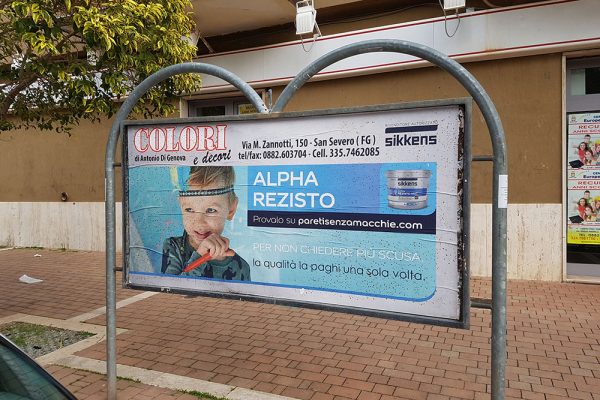 COLORI
e decori
di Antonio Di Genova
Via M. Zannotti, 150 - San Severo ( FG )
tel/fax: 0882.603704 - Cell. 335.7462085
RIVENDITORE AUTORIZZATO
sikkens
ALPHA
REZISTO
sikkens
Provalo su paretisenzamacchie.com
PER NON CHIEDERE PIÙ SCUSA
la qualità la paghi una sola volta.